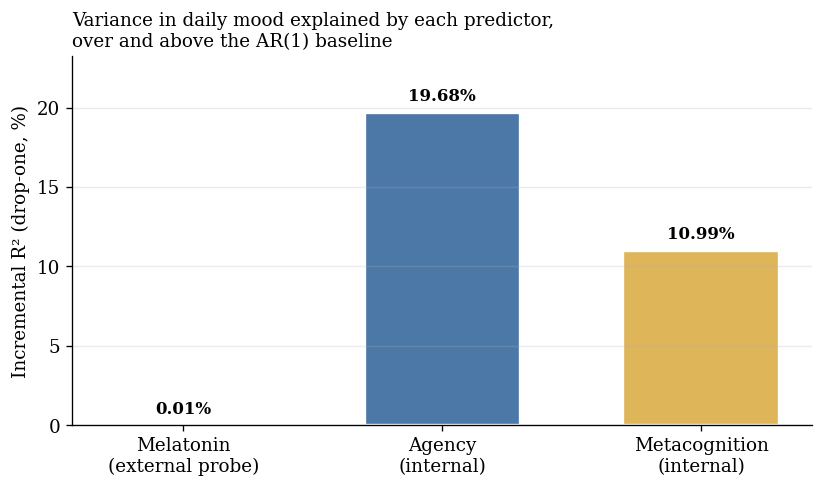 Variance in daily mood explained by each predictor,
over and above the AR(1) baseline
Incremental R² (drop-one, %)
20
15
10
5
0
0.01%
19.68%
10.99%
Melatonin
(external probe)
Agency
(internal)
Metacognition
(internal)